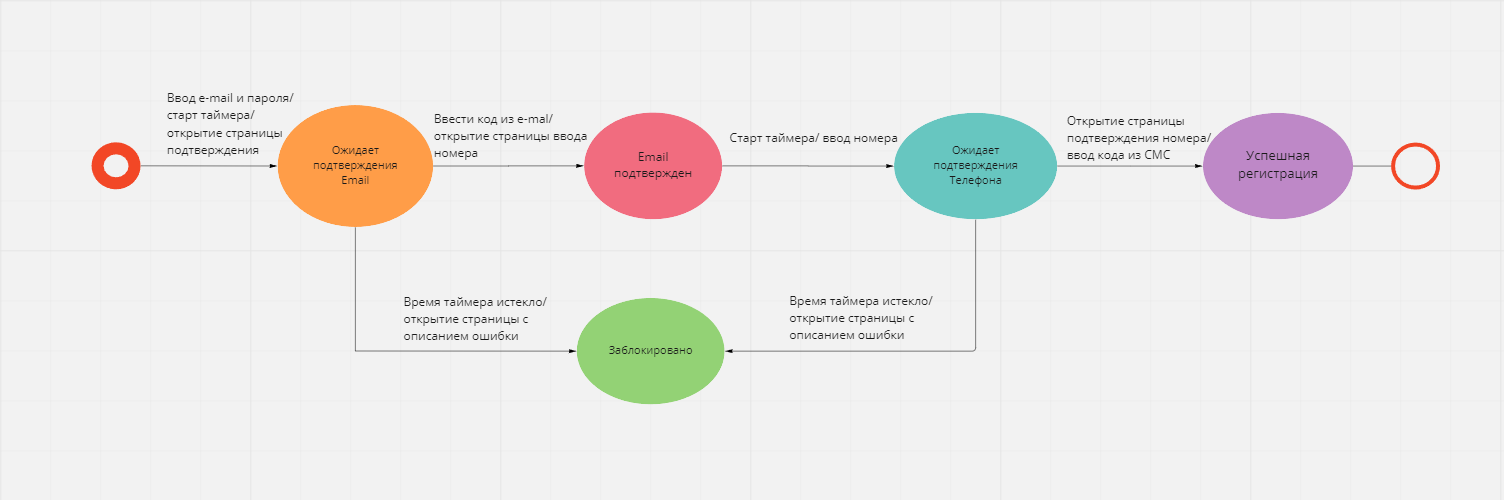 Ввод e-mail и пароля/
старт таймера/
открытие страницы
подтверждения
Ожидает
подтверждения
Email
Ввести код из e-mal/
открытие страницы ввода
номера
Email
подтвержден
Старт таймера/ ввод номера
Ожидает
подтверждения
Телефона
Открытие страницы
подтверждения номера/
ввод кода из СМС
Успешная
регистрация
Время таймера истекло/
открытие страницы с
описанием ошибки
Заблокировано
Время таймера истекло/
открытие страницы с
описанием ошибки